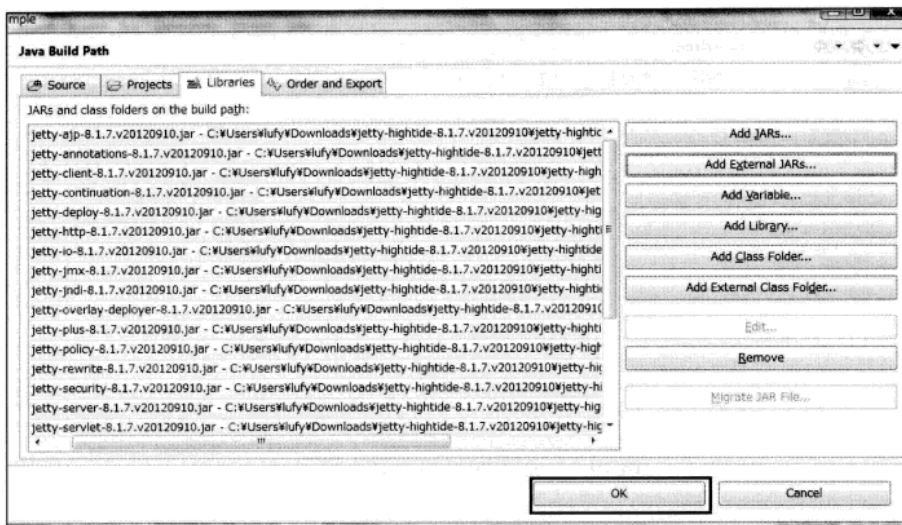 mple
Java Build Path
Source Projects Libraries Order and Export
JARs and class folders on the build path:
jetty-ajp-8.1.7.v20120910.jar - C:¥Users¥lufy¥Downloads¥jetty-hightide-8.1.7.v20120910¥jetty-hightic
jetty-annotations-8.1.7.v20120910.jar - C:¥Users¥lufy¥Downloads¥jetty-hightide-8.1.7.v20120910¥jett
jetty-client-8.1.7.v20120910.jar - C:¥Users¥lufy¥Downloads¥jetty-hightide-8.1.7.v20120910¥jetty-high
jetty-continuation-8.1.7.v20120910.jar - C:¥Users¥lufy¥Downloads¥jetty-hightide-8.1.7.v20120910¥jet
jetty-deploy-8.1.7.v20120910.jar - C:¥Users¥lufy¥Downloads¥jetty-hightide-8.1.7.v20120910¥jetty-hig
jetty-http-8.1.7.v20120910.jar - C:¥Users¥lufy¥Downloads¥jetty-hightide-8.1.7.v20120910¥jetty-hight
jetty-io-8.1.7.v20120910.jar - C:¥Users¥lufy¥Downloads¥jetty-hightide-8.1.7.v20120910¥jetty-hightide
jetty-jmx-8.1.7.v20120910.jar - C:¥Users¥lufy¥Downloads¥jetty-hightide-8.1.7.v20120910¥jetty-highti
jetty-jndi-8.1.7.v20120910.jar - C:¥Users¥lufy¥Downloads¥jetty-hightide-8.1.7.v20120910¥jetty-hightic
jetty-overlay-deployer-8.1.7.v20120910.jar - C:¥Users¥lufy¥Downloads¥jetty-hightide-8.1.7.v20120910
jetty-plus-8.1.7.v20120910.jar - C:¥Users¥lufy¥Downloads¥jetty-hightide-8.1.7.v20120910¥jetty-highti
jetty-policy-8.1.7.v20120910.jar - C:¥Users¥lufy¥Downloads¥jetty-hightide-8.1.7.v20120910¥jetty-high
jetty-rewrite-8.1.7.v20120910.jar - C:¥Users¥lufy¥Downloads¥jetty-hightide-8.1.7.v20120910¥jetty-hig
jetty-security-8.1.7.v20120910.jar - C:¥Users¥lufy¥Downloads¥jetty-hightide-8.1.7.v20120910¥jetty-hi
jetty-server-8.1.7.v20120910.jar - C:¥Users¥lufy¥Downloads¥jetty-hightide-8.1.7.v20120910¥jetty-hig
jetty-servlet-8.1.7.v20120910.jar - C:¥Users¥lufy¥Downloads¥jetty-hightide-8.1.7.v20120910¥jetty-hig
Add JARs...
Add External JARs...
Add Variable...
Add Library...
Add Class Folder...
Add External Class Folder...
Edit...
Remove
Migrate JAR File...
OK Cancel